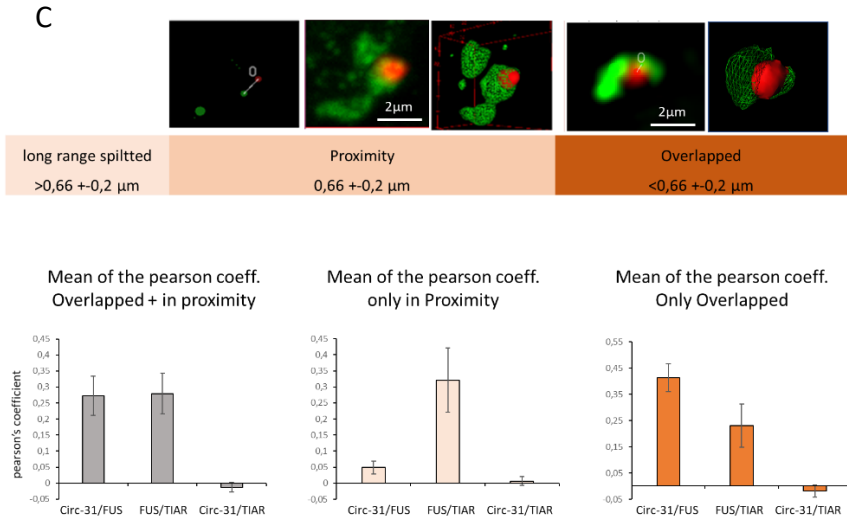 C
0
2μm
0
2μm
long range spiltted
>0,66 +-0,2 μm
Proximity
0,66 +-0,2 μm
Overlapped
<0,66 +-0,2 μm
Mean of the pearson coeff.
Overlapped + in proximity
pearson's coefficient
0,45
0,4
0,35
0,3
0,25
0,2
0,15
0,1
0,05
0
-0,05
Circ-31/FUS FUS/TIAR Circ-31/TIAR
Mean of the pearson coeff.
only in Proximity
0,45
0,4
0,35
0,3
0,25
0,2
0,15
0,1
0,05
0
-0,05
Circ-31/FUS FUS/TIAR Circ-31/TIAR
Mean of the pearson coeff.
Only Overlapped
0,55
0,45
0,35
0,25
0,15
0,05
-0,05
Circ-31/FUS FUS/TIAR Circ-31/TIAR